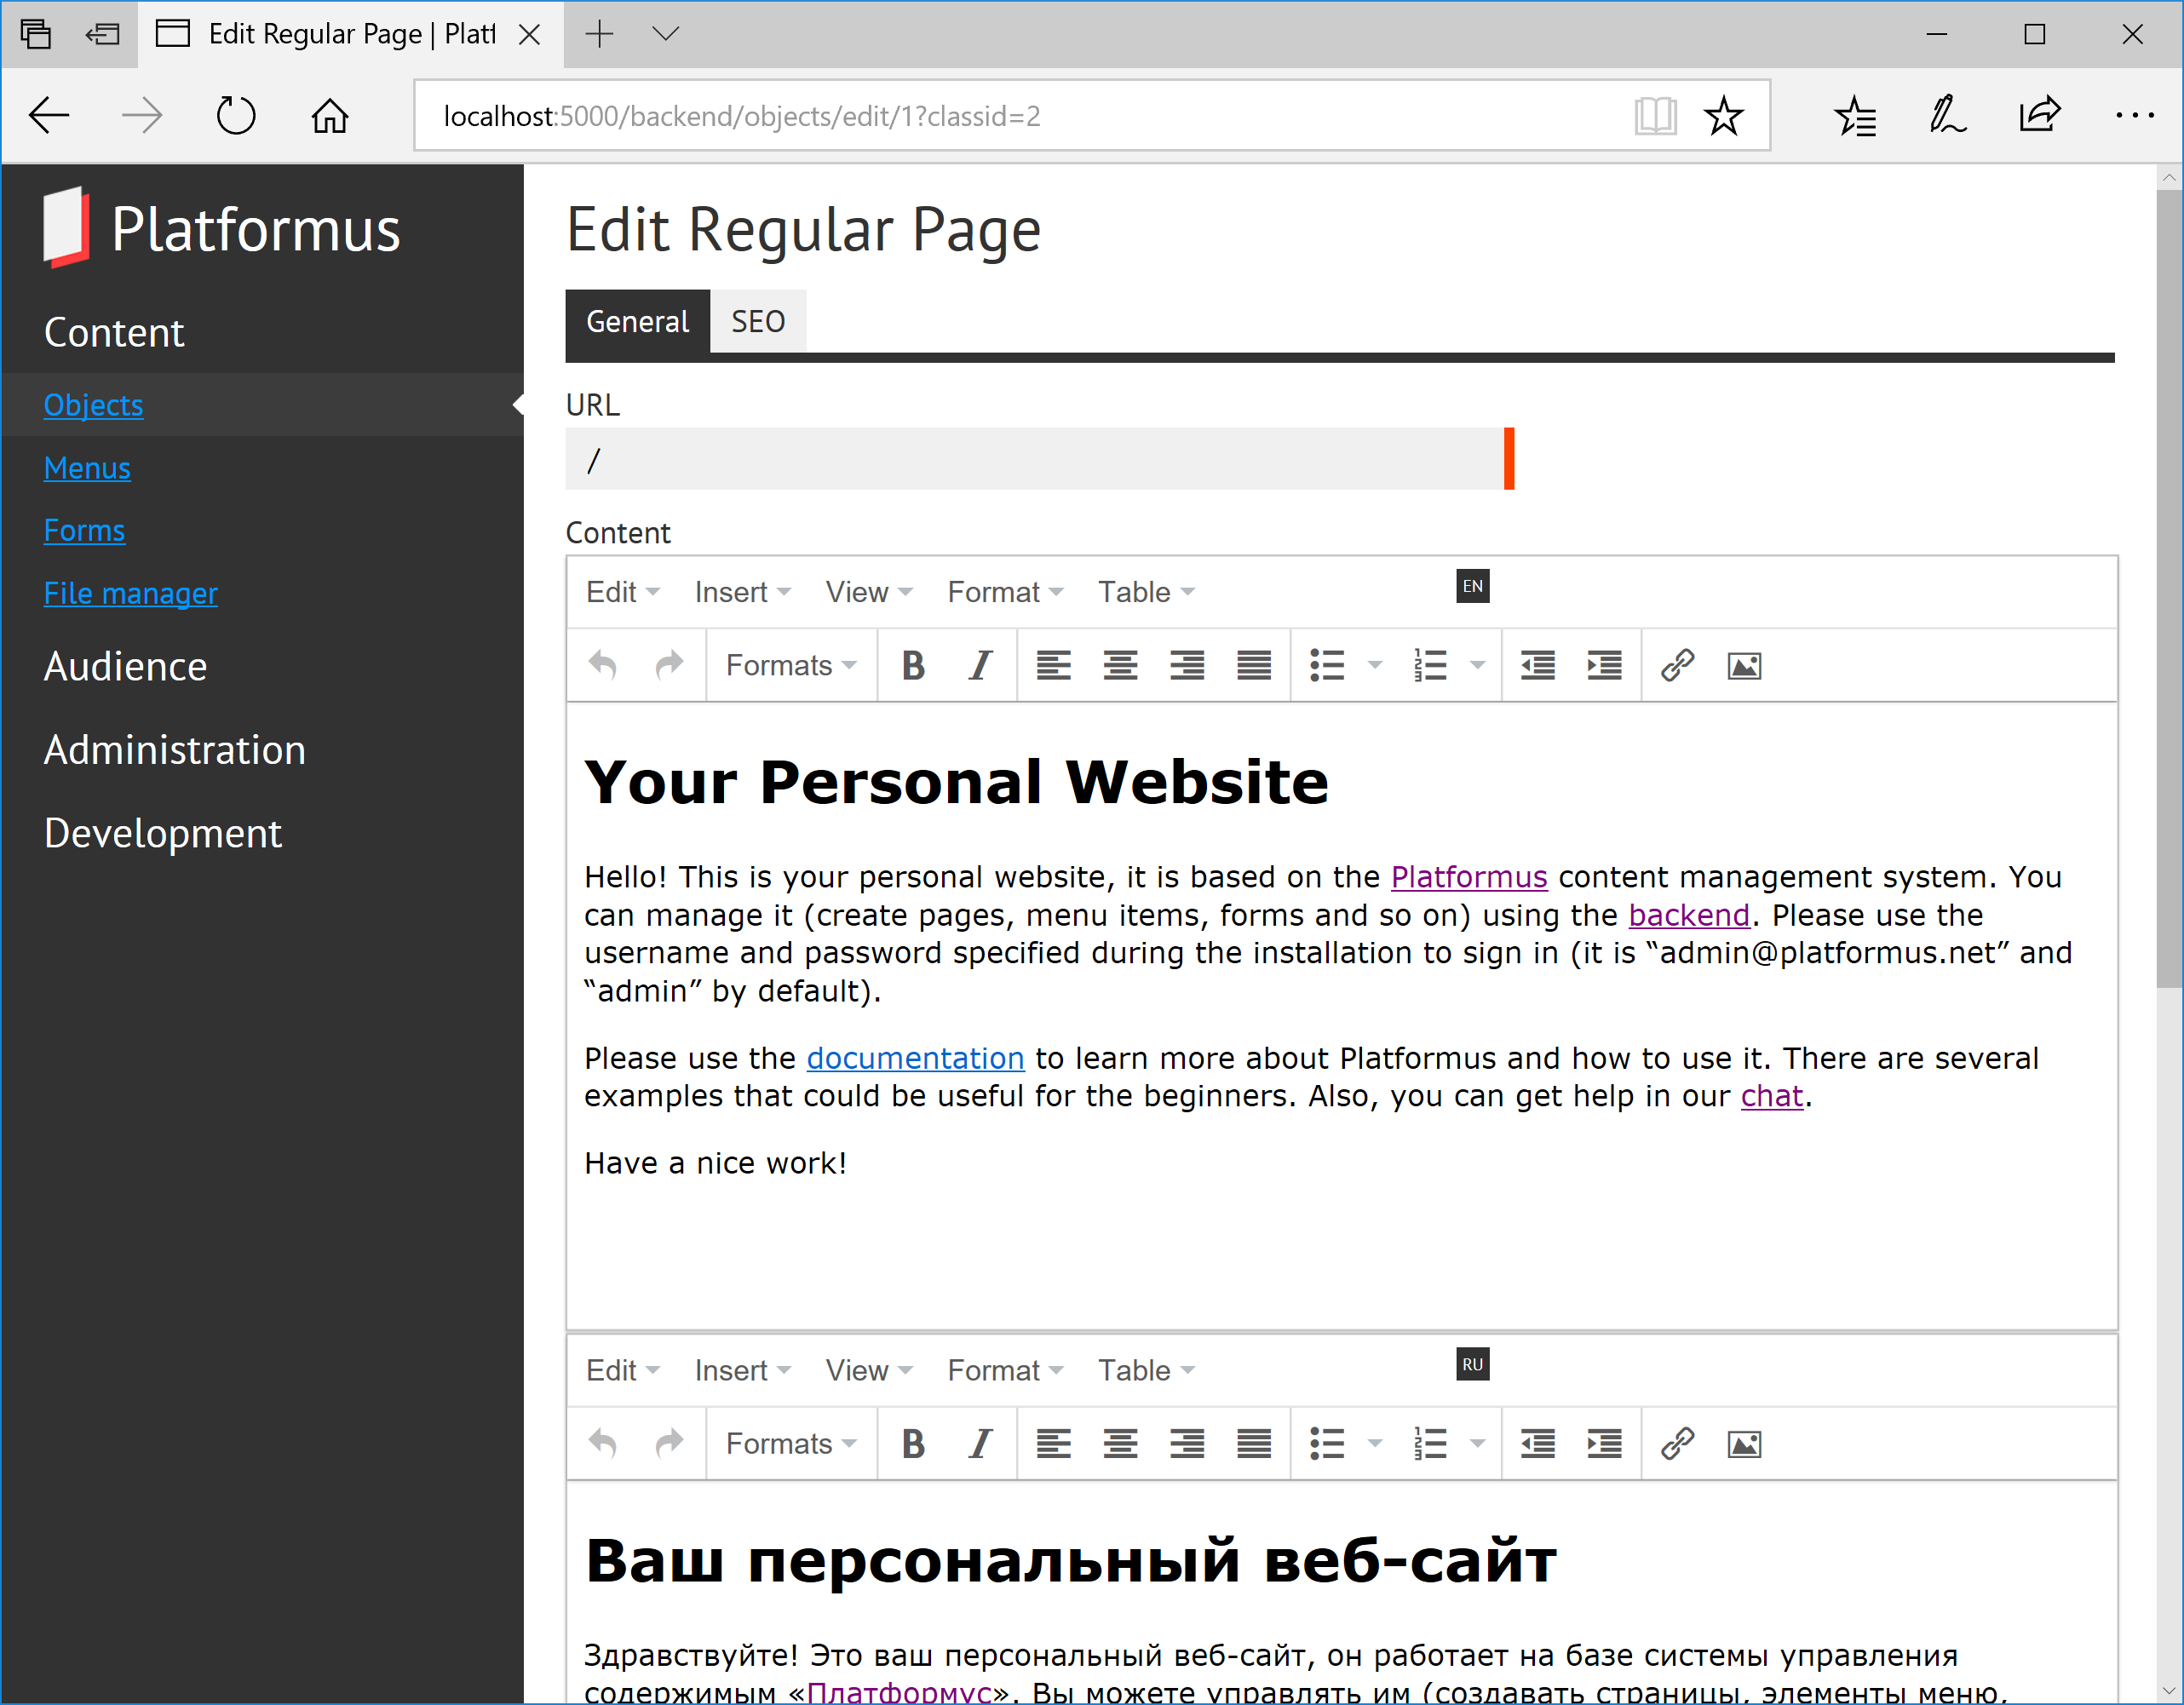 Edit Regular Page | Platf
localhost:5000/backend/objects/edit/1?classid=2
Platformus
Content
Objects
Menus
Forms
File manager
Audience
Administration
Development
Edit Regular Page
General SEO
URL
/
Content
Edit Insert View Format Table EN
Formats B I
Your Personal Website
Hello! This is your personal website, it is based on the Platformus content management system. You
can manage it (create pages, menu items, forms and so on) using the backend. Please use the
username and password specified during the installation to sign in (it is “admin@platformus.net” and
“admin” by default).
Please use the documentation to learn more about Platformus and how to use it. There are several
examples that could be useful for the beginners. Also, you can get help in our chat.
Have a nice work!
Edit Insert View Format Table RU
Formats B I
Ваш персональный веб-сайт
Здравствуйте! Это ваш персональный веб-сайт, он работает на базе системы управления
содержимым «Платформус». Вы можете управлять им (создавать страницы, элементы меню,